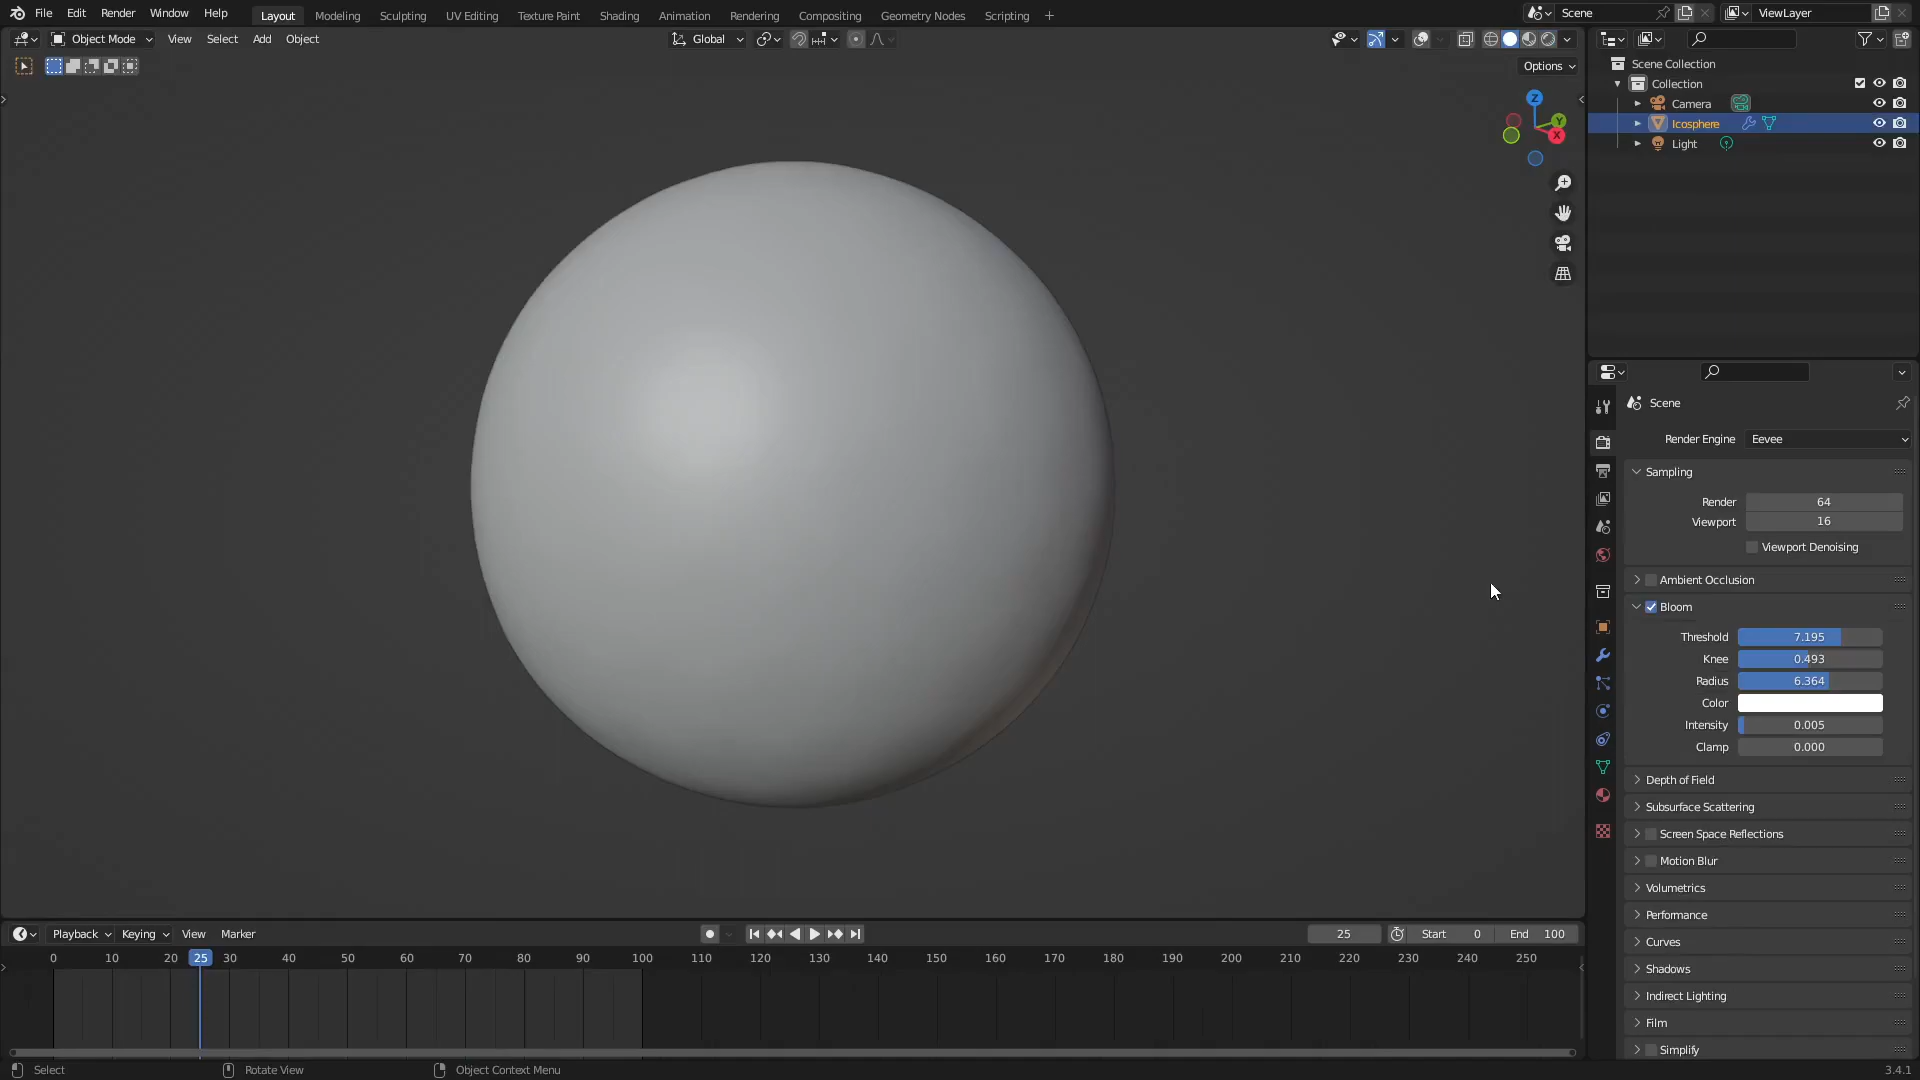 File Edit Render Window Help Layout Modeling Sculpting UV Editing Texture Paint Shading Animation Rendering Compositing Geometry Nodes Scripting + Scene ViewLayer
Object Mode View Select Add Object Global
Options
Z
Y
X
Scene Collection
Collection
Camera
Icosphere
Light
Scene
Render Engine Eevee
Sampling
Render 64
Viewport 16
Viewport Denoising
Ambient Occlusion
Bloom
Threshold 7.195
Knee 0.493
Radius 6.364
Color
Intensity 0.005
Clamp 0.000
Depth of Field
Subsurface Scattering
Screen Space Reflections
Motion Blur
Volumetrics
Performance
Curves
Shadows
Indirect Lighting
Film
Simplify
Playback Keying View Marker 25 Start 0 End 100
0 10 20 25 30 40 50 60 70 80 90 100 110 120 130 140 150 160 170 180 190 200 210 220 230 240 250
Select Rotate View Object Context Menu 3.4.1